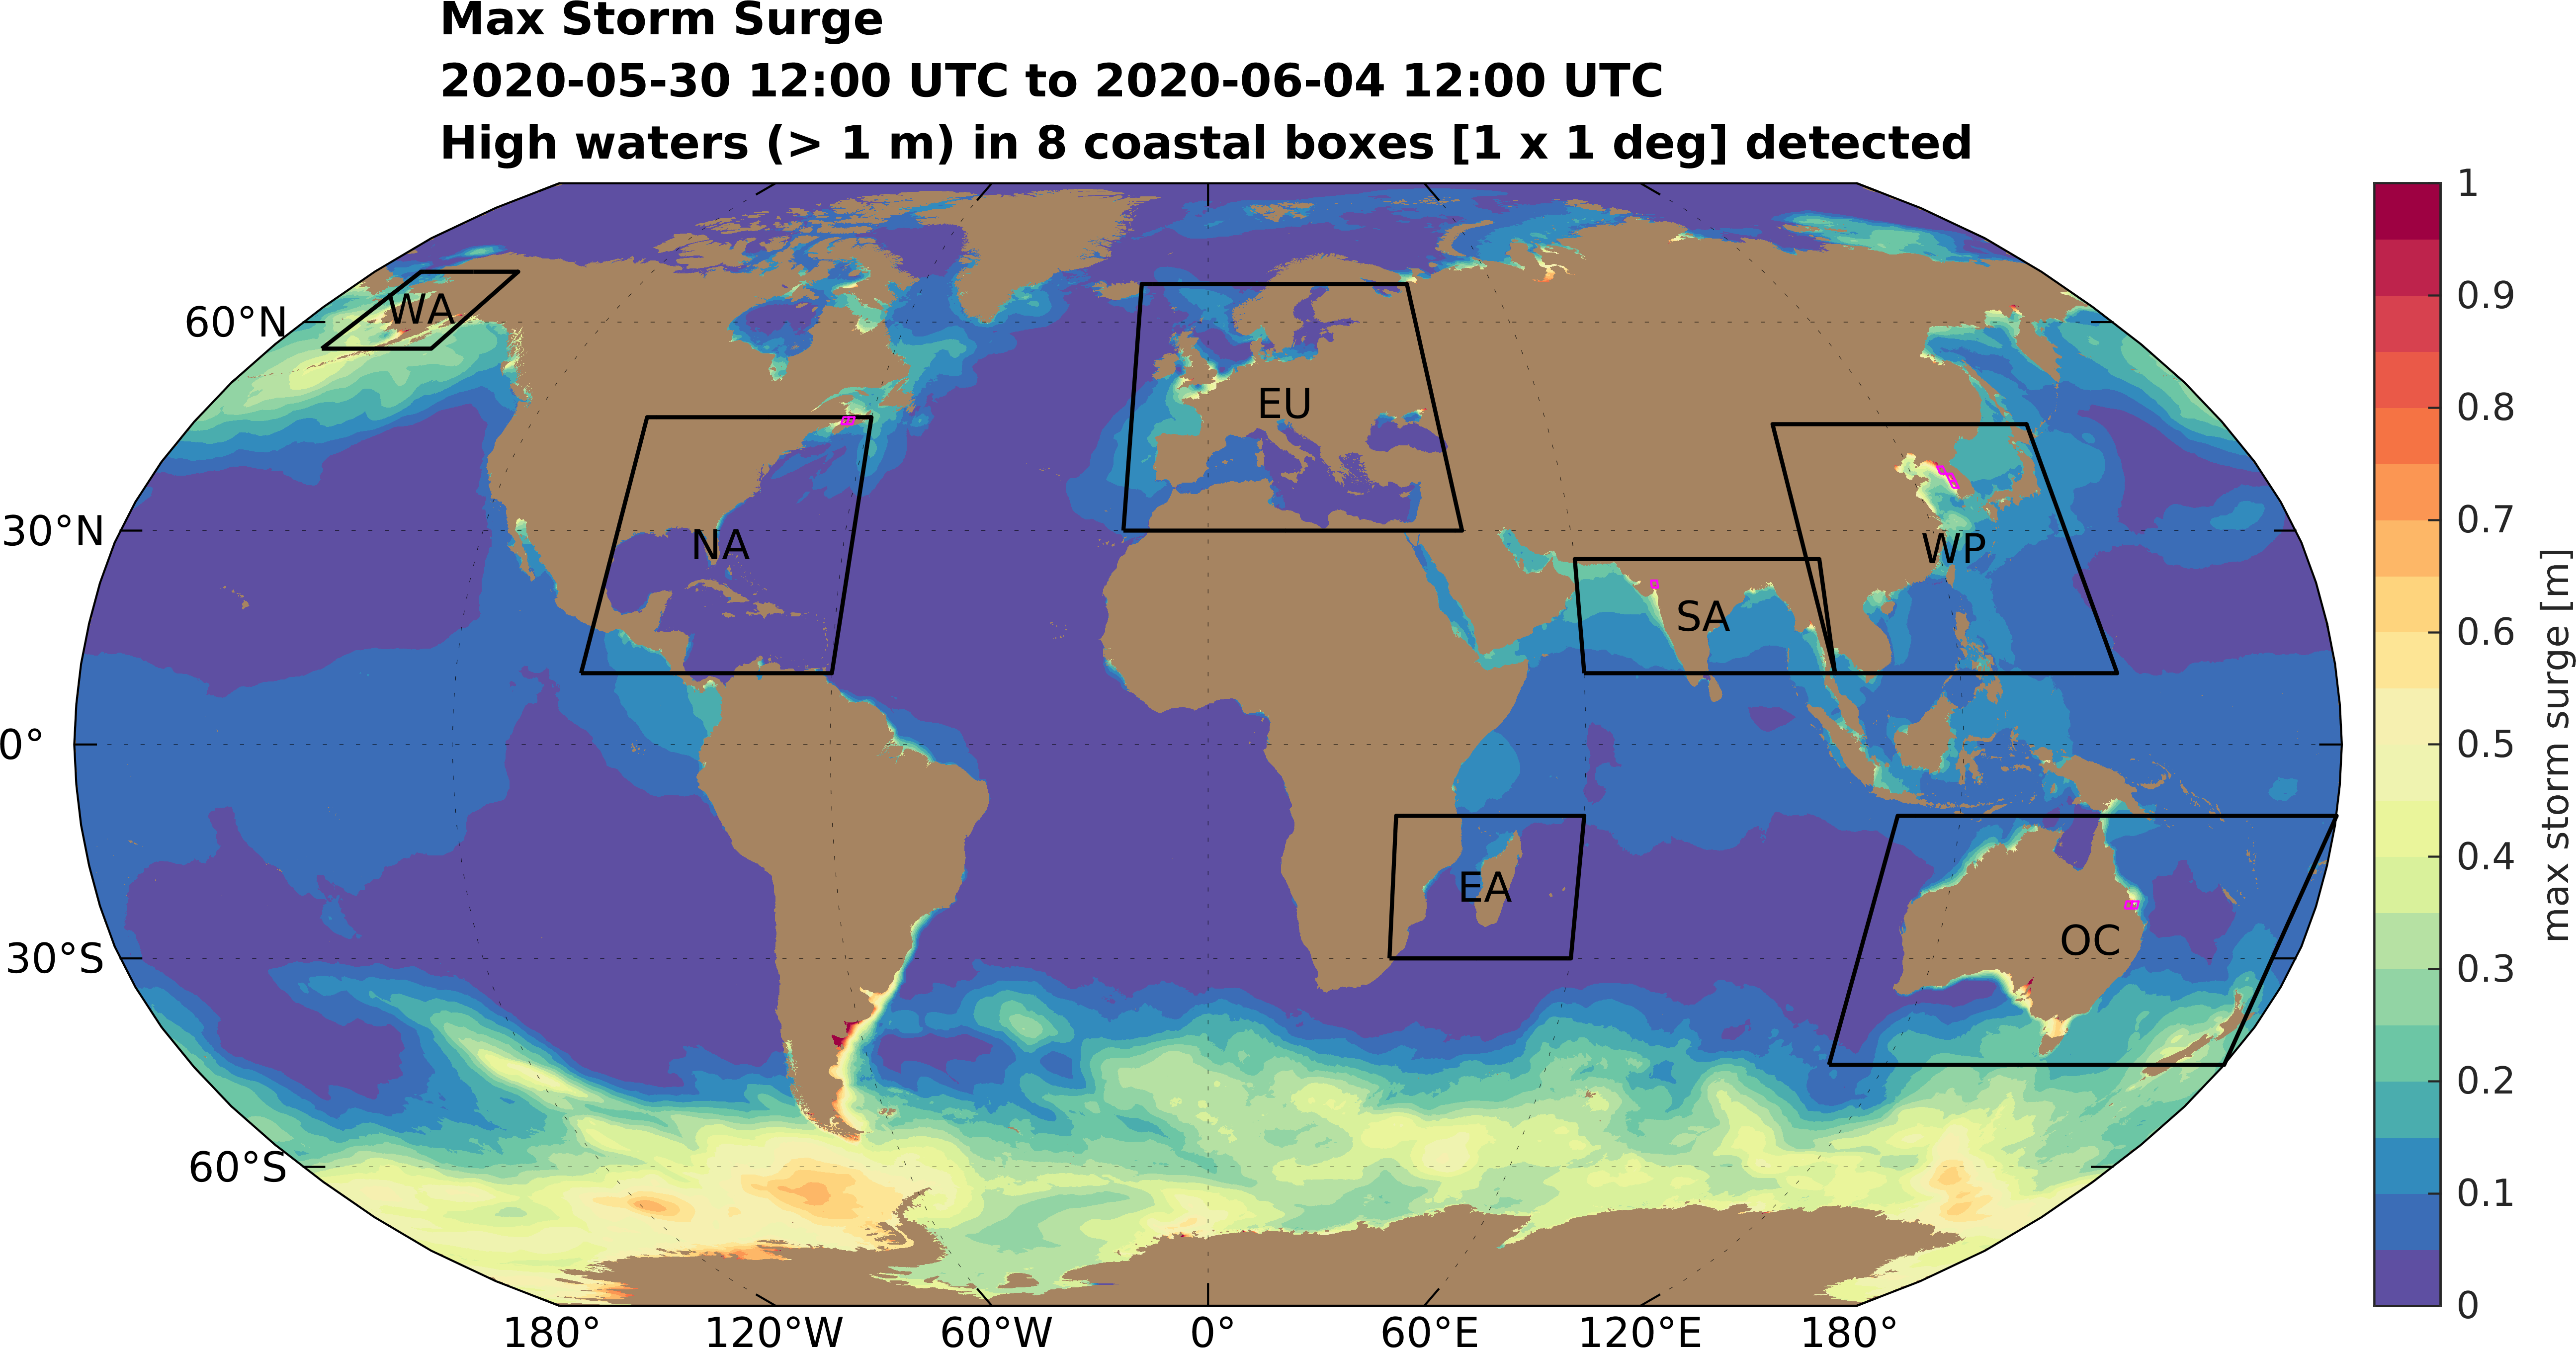 Max Storm Surge
2020-05-30 12:00 UTC to 2020-06-04 12:00 UTC
High waters (> 1 m) in 8 coastal boxes [1 x 1 deg] detected
60°N
30°N
0°
30°S
60°S
WA
NA
EU
SA
WP
EA
OC
180°
120°W
60°W
0°
60°E
120°E
180°
1
0.9
0.8
0.7
0.6
0.5
0.4
0.3
0.2
0.1
0
max storm surge [m]